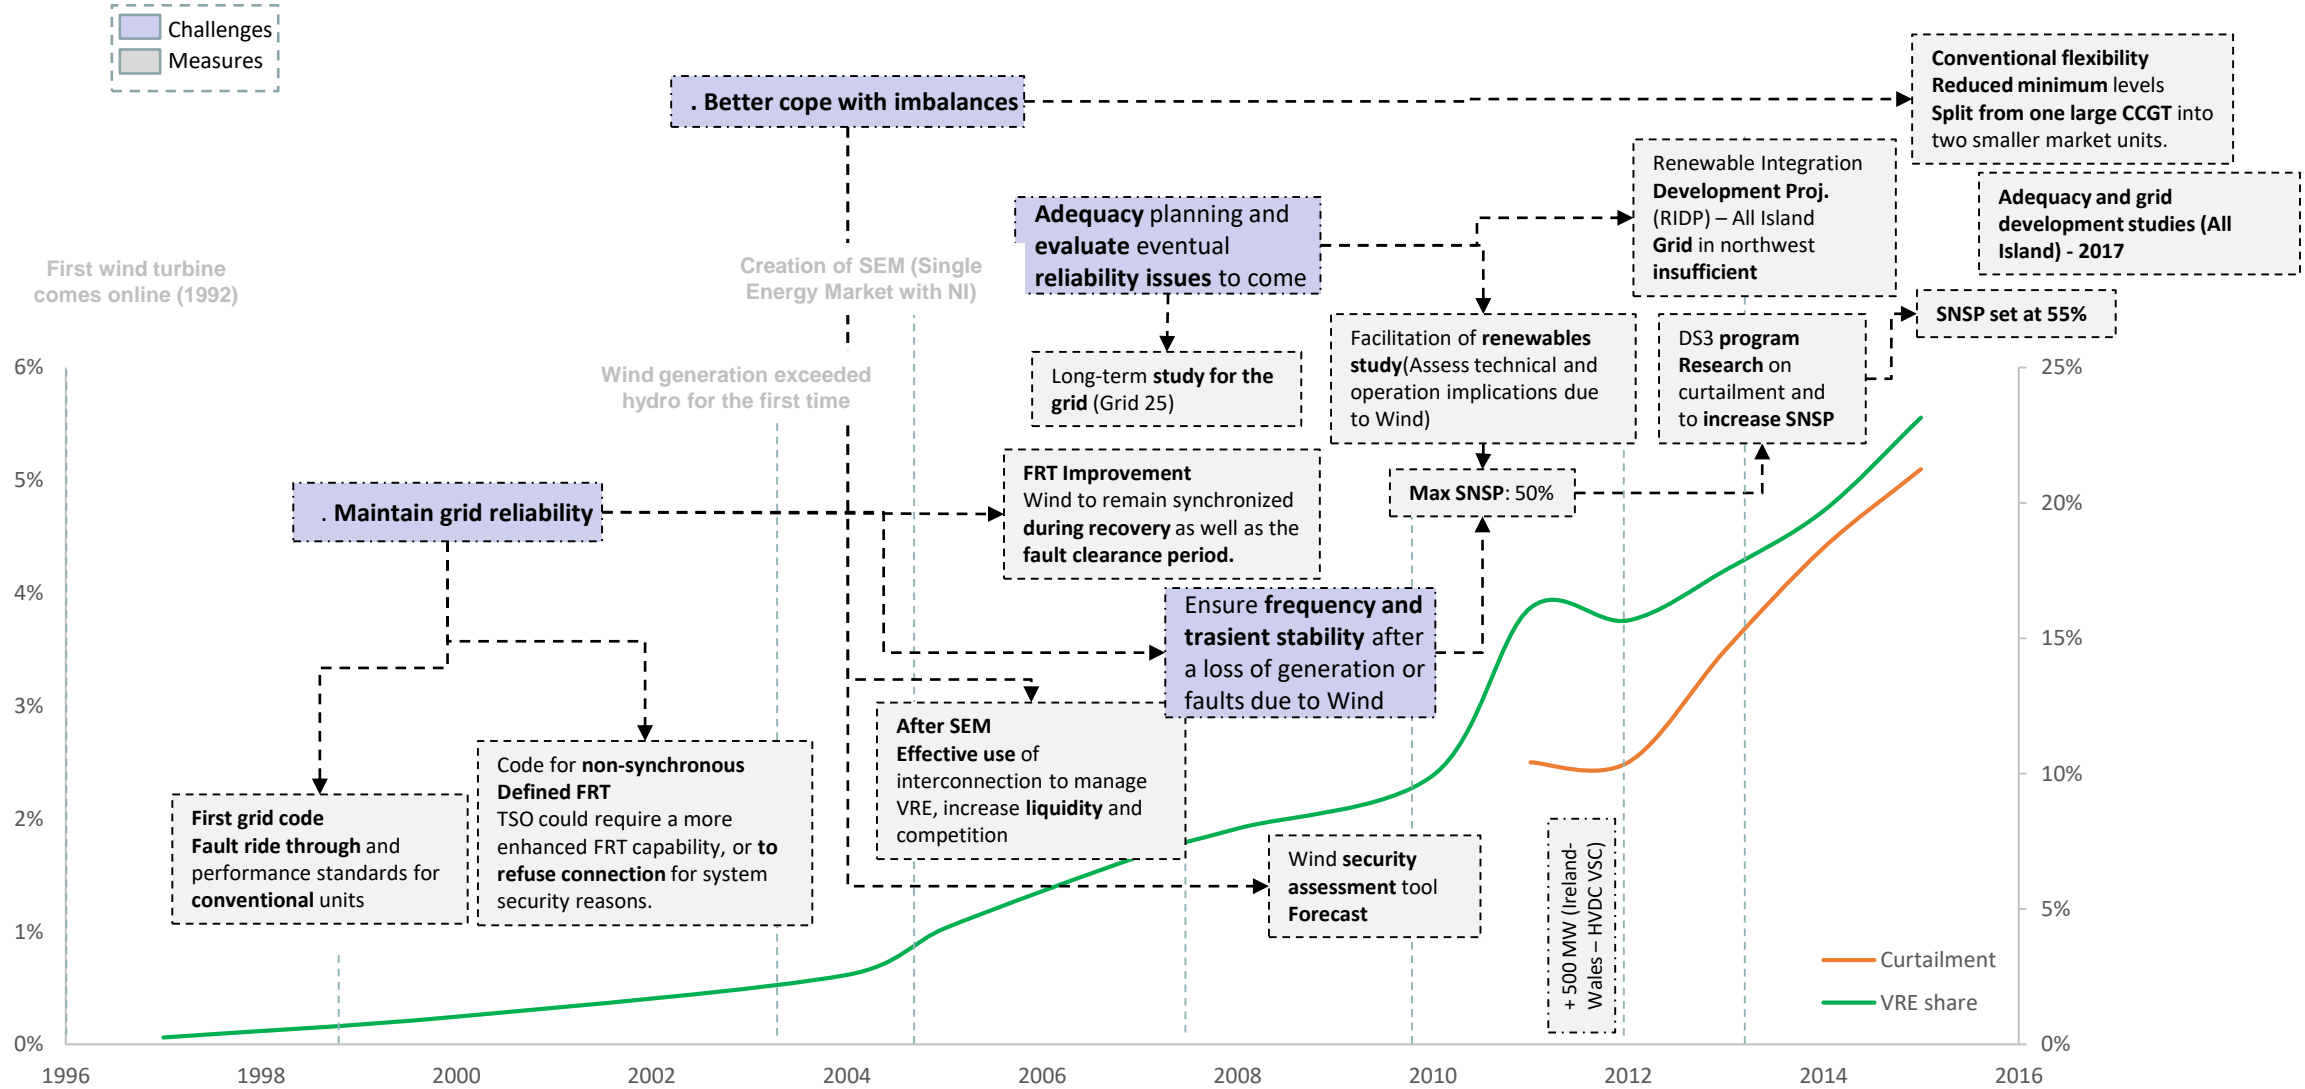 Challenges
Measures
. Better cope with imbalances
Conventional flexibility
Reduced minimum levels
Split from one large CCGT into
two smaller market units.
Renewable Integration
Development Proj.
(RIDP) – All Island
Grid in northwest
insufficient
Adequacy and grid
development studies (All
Island) - 2017
Adequacy planning and
evaluate eventual
reliability issues to come
First wind turbine
comes online (1992)
Creation of SEM (Single
Energy Market with NI)
SNSP set at 55%
Wind generation exceeded
hydro for the first time
Long-term study for the
grid (Grid 25)
Facilitation of renewables
study(Assess technical and
operation implications due
to Wind)
DS3 program
Research on
curtailment and
to increase SNSP
FRT Improvement
Wind to remain synchronized
during recovery as well as the
fault clearance period.
Max SNSP: 50%
. Maintain grid reliability
Ensure frequency and
trasient stability after
a loss of generation or
faults due to Wind
After SEM
Effective use of
interconnection to manage
VRE, increase liquidity and
competition
Code for non-synchronous
Defined FRT
TSO could require a more
enhanced FRT capability, or to
refuse connection for system
security reasons.
First grid code
Fault ride through and
performance standards for
conventional units
Wind security
assessment tool
Forecast
+ 500 MW (Ireland-
Wales – HVDC VSC)
Curtailment
VRE share
6%
5%
4%
3%
2%
1%
0%
25%
20%
15%
10%
5%
0%
1996
1998
2000
2002
2004
2006
2008
2010
2012
2014
2016